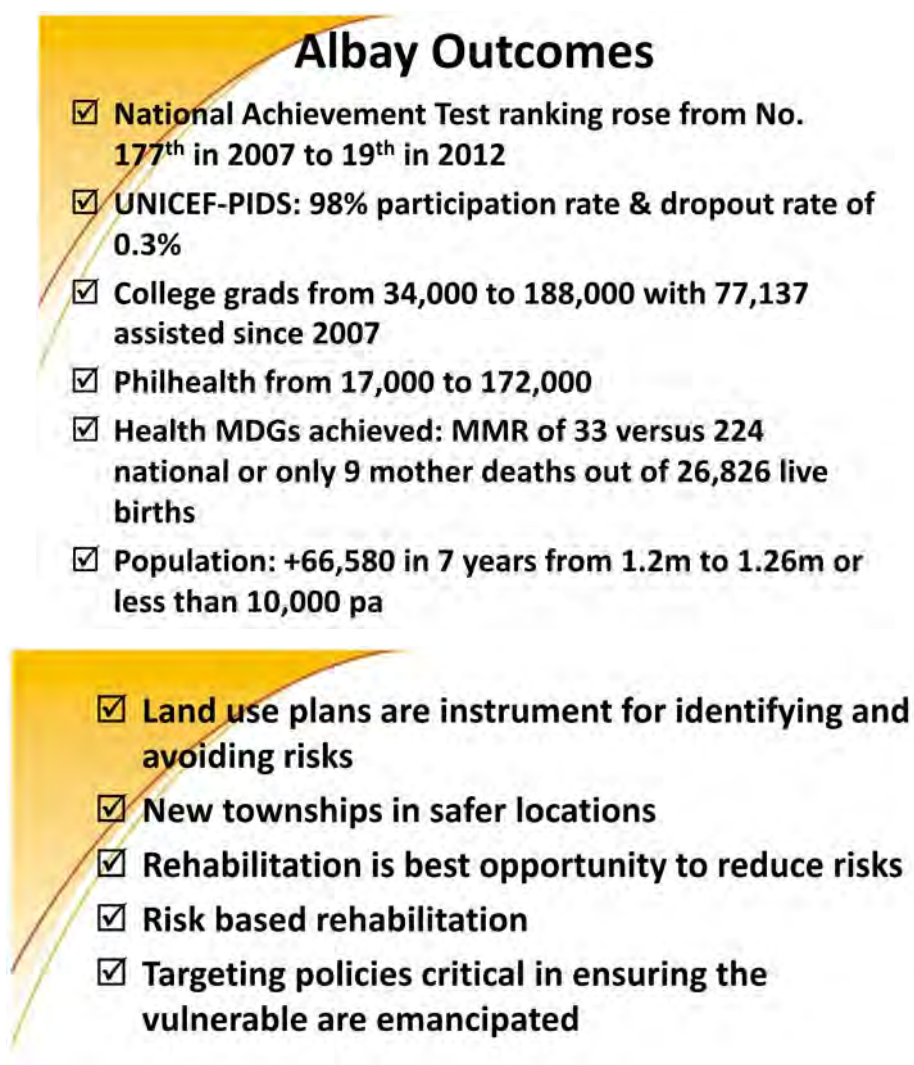 Albay Outcomes
☑ National Achievement Test ranking rose from No.
177th in 2007 to 19th in 2012
☑ UNICEF-PIDS: 98% participation rate & dropout rate of
0.3%
☑ College grads from 34,000 to 188,000 with 77,137
assisted since 2007
☑ Philhealth from 17,000 to 172,000
☑ Health MDGs achieved: MMR of 33 versus 224
national or only 9 mother deaths out of 26,826 live
births
☑ Population: +66,580 in 7 years from 1.2m to 1.26m or
less than 10,000 pa
☑ Land use plans are instrument for identifying and
avoiding risks
☑ New townships in safer locations
☑ Rehabilitation is best opportunity to reduce risks
☑ Risk based rehabilitation
☑ Targeting policies critical in ensuring the
vulnerable are emancipated